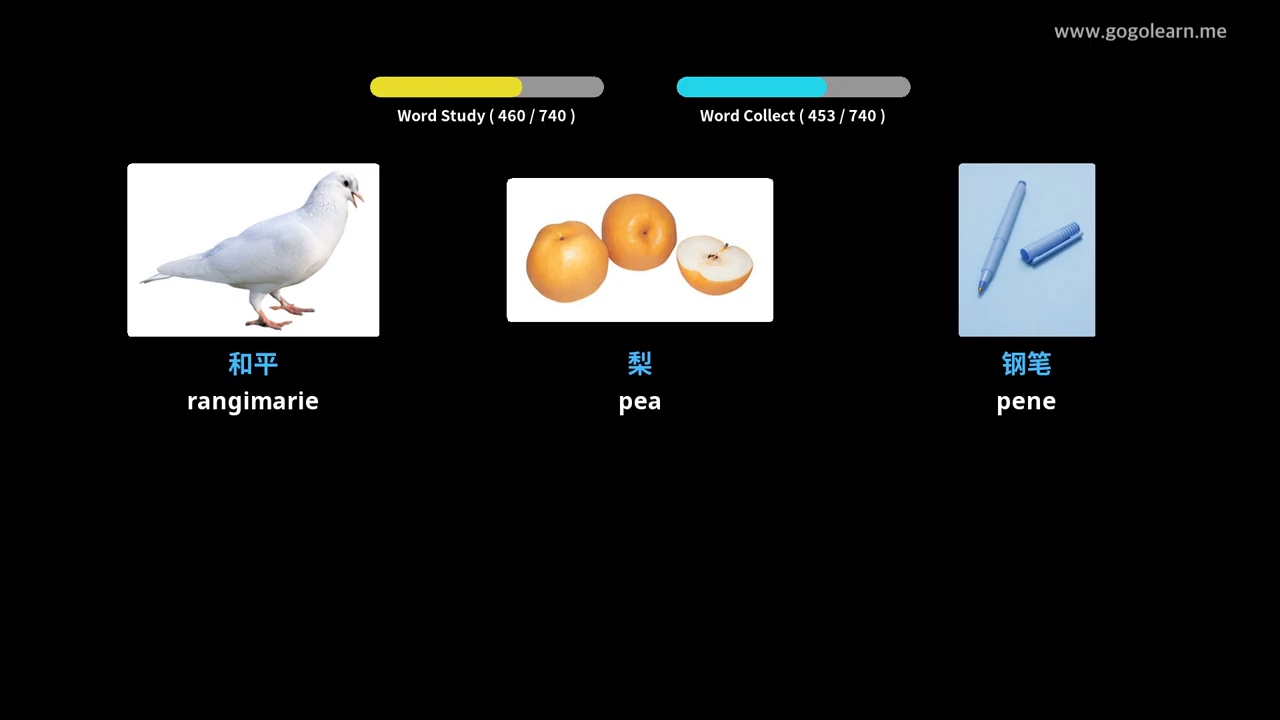 www.gogolearn.me
Word Study ( 460 / 740 )
Word Collect ( 453 / 740 )
和平
梨
钢笔
rangimarie
pea
pene